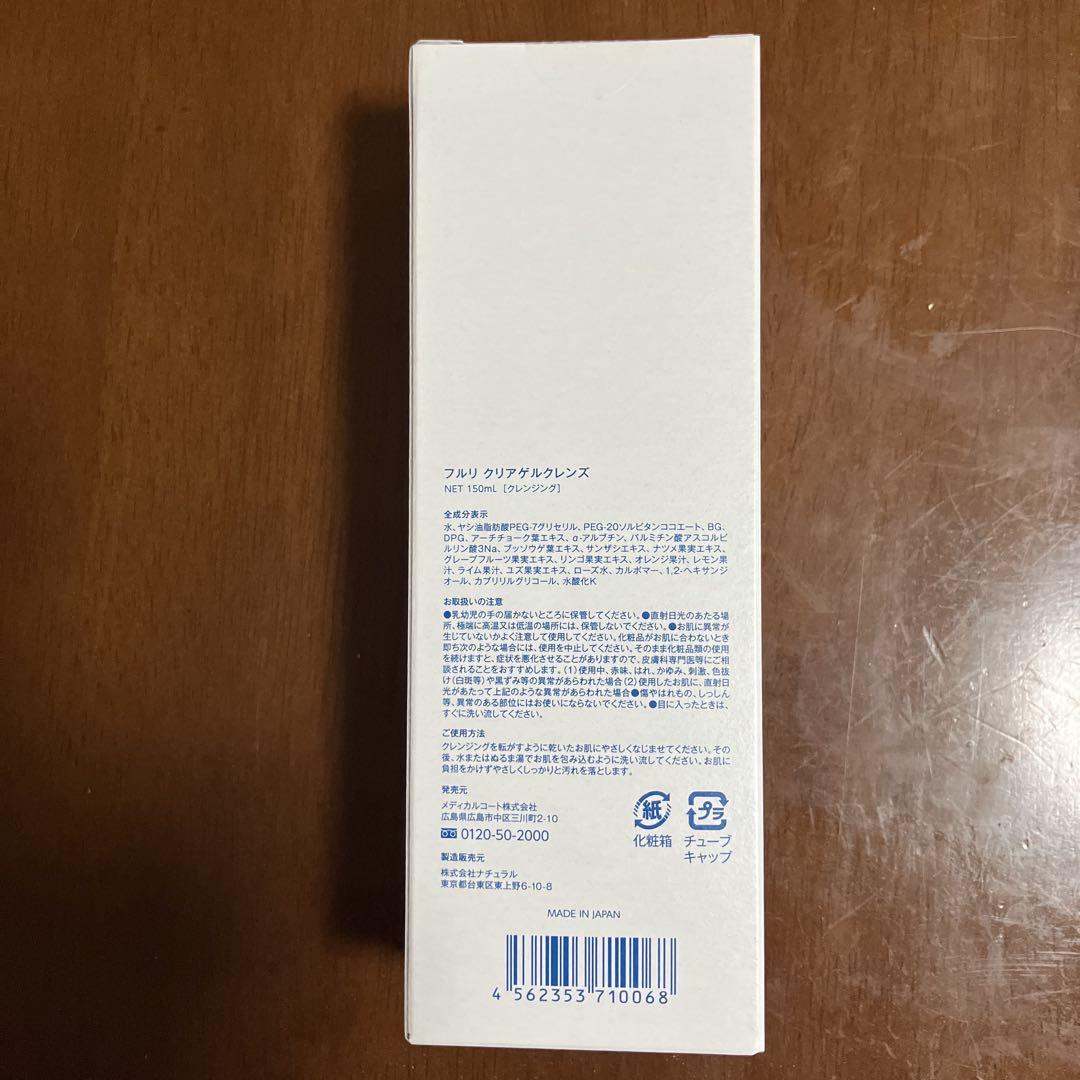 フルリ クリアゲルクレンズ
NET 150mL [クレンジング]
全成分表示
水、ヤシ油脂肪酸PEG-7グリセリル、PEG-20ソルビタンココエート、BG、
DPG、アーチチョーク葉エキス、α-アルブチン、パルミチン酸アスコルビ
ルリン酸3Na、ブッソウゲ葉エキス、サンザシエキス、ナツメ果実エキス、
グレープフルーツ果実エキス、リンゴ果実エキス、オレンジ果汁、レモン果
汁、ライム果汁、ユズ果実エキス、ローズ水、カルボマー、1,2-ヘキサンジ
オール、カプリリルグリコール、水酸化K
お取扱いの注意
●乳幼児の手の届かないところに保管してください。●直射日光のあたる場
所、極端に高温又は低温の場所には、保管しないでください。●お肌に異常が
生じていないかよく注意して使用してください。化粧品がお肌に合わないとき
即ち次のような場合には、使用を中止してください。そのまま化粧品類の使用
を続けますと、症状を悪化させることがありますので、皮膚科専門医等にご相
談されることをおすすめします。(1)使用中、赤味、はれ、かゆみ、刺激、色抜
け(白斑等)や黒ずみ等の異常があらわれた場合(2)使用したお肌に、直射日
光があたって上記のような異常があらわれた場合●傷やはれもの、しっしん
等、異常のある部位にはお使いにならないでください。●目に入ったときは、
すぐに洗い流してください。
ご使用方法
クレンジングを転がすように乾いたお肌にやさしくなじませてください。その
後、水またはぬるま湯でお肌を包み込むように洗い流してください。お肌に
負担をかけずやさしくしっかりと汚れを落とします。
発売元
メディカルコート株式会社
広島県広島市中区三川町2-10
0120-50-2000
製造販売元
株式会社ナチュラル
東京都台東区東上野6-10-8
紙
化粧箱
プラ
チューブ
キャップ
MADE IN JAPAN
4 562353 710068